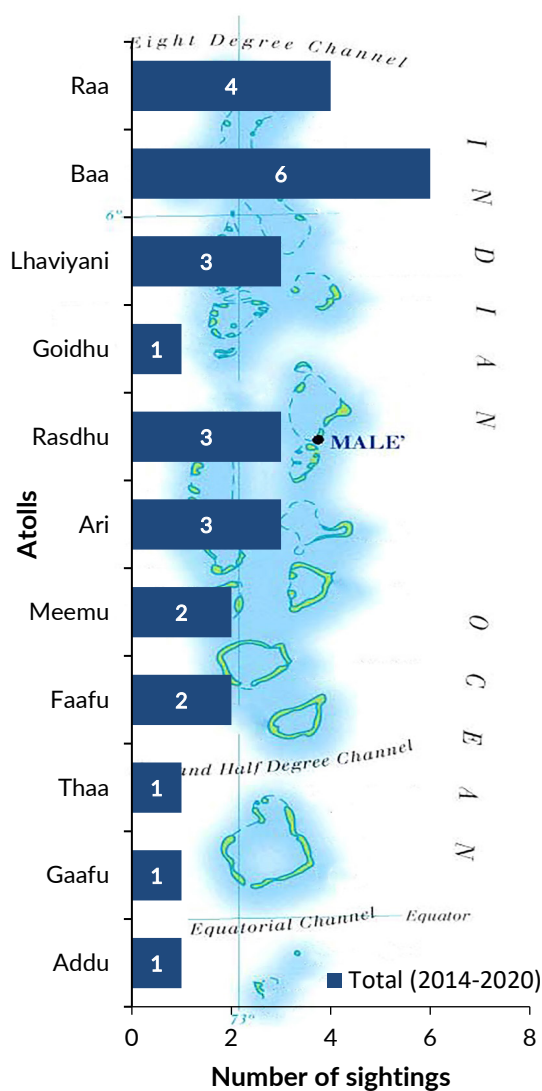 Eight Degree Channel
Raa
4
Baa
6
6°
Lhaviyani
3
Goidhu
1
Rasdhu
3
MALE'
Ari
3
Meemu
2
Faafu
2
and Half Degree Channel
Thaa
1
Gaafu
1
Equatorial Channel
Equator
Addu
1
Total (2014-2020)
73°
0 2 4 6 8
Number of sightings
Atolls
INDIAN
OCEAN